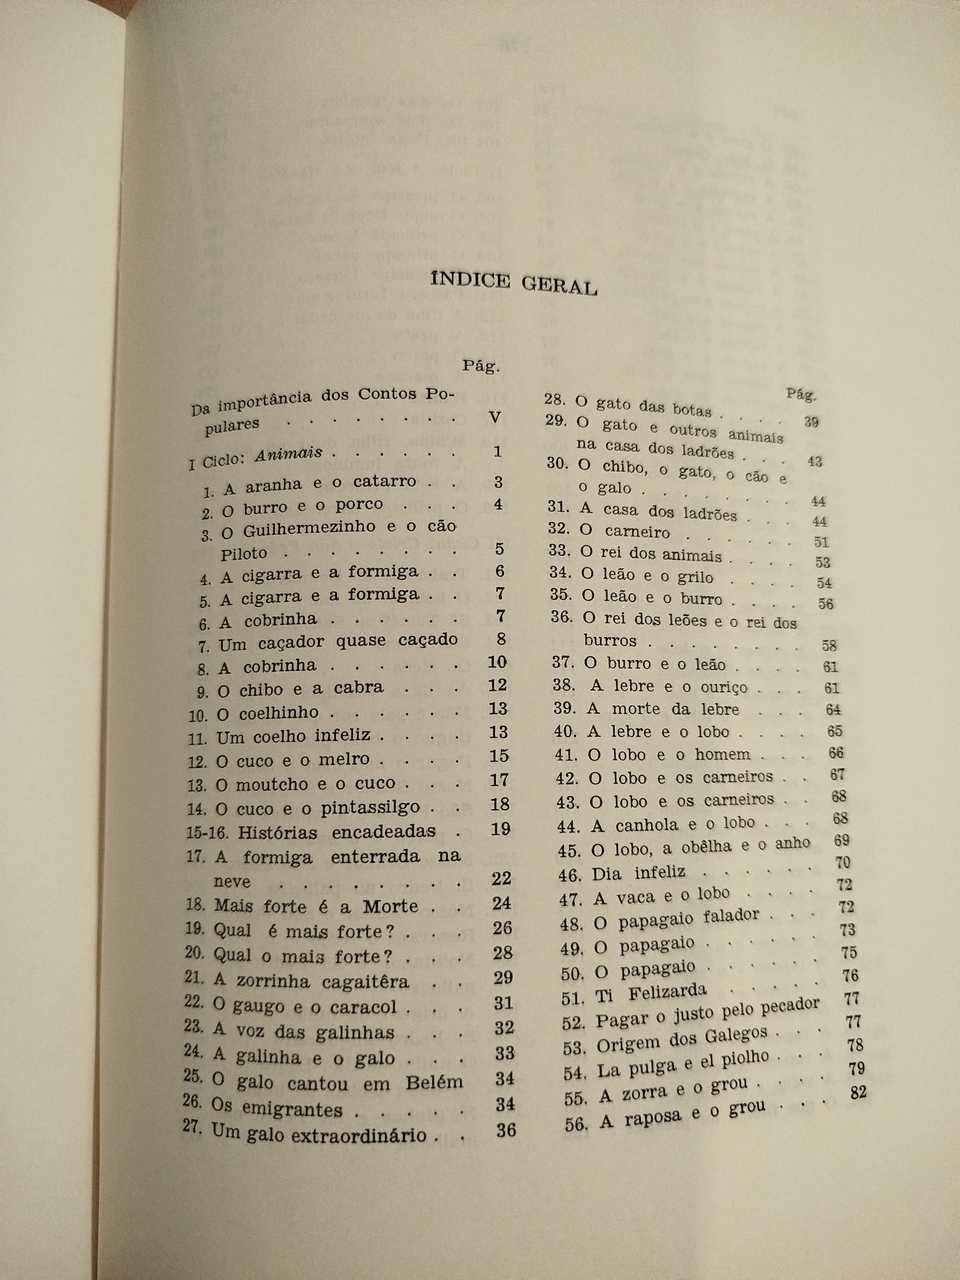 ÍNDICE GERAL
Pág.
Da importância dos Contos Po-
pulares . . . . . . . V
I Ciclo: Animais . . . . . . 1
1. A aranha e o catarro . . 3
2. O burro e o porco . . . 4
3. O Guilhermezinho e o cão
Piloto . . . . . . . . 5
4. A cigarra e a formiga . . 6
5. A cigarra e a formiga . . 7
6. A cobrinha . . . . . . 7
7. Um caçador quase caçado 8
8. A cobrinha . . . . . . 10
9. O chibo e a cabra . . . 12
10. O coelhinho . . . . . . 13
11. Um coelho infeliz . . . . 13
12. O cuco e o melro . . . . 15
13. O moutcho e o cuco . . . 17
14. O cuco e o pintassilgo . . 18
15-16. Histórias encadeadas . 19
17. A formiga enterrada na
neve . . . . . . . . 22
18. Mais forte é a Morte . . 24
19. Qual é mais forte? . . . 26
20. Qual o mais forte? . . . 28
21. A zorrinha cagaitêra . . 29
22. O gaugo e o caracol . . . 31
23. A voz das galinhas . . . 32
24. A galinha e o galo . . . 33
25. O galo cantou em Belém 34
26. Os emigrantes . . . . . 34
27. Um galo extraordinário . . 36
Pág.
28. O gato das botas . . . . 39
29. O gato e outros animais
na casa dos ladrões . . . 43
30. O chibo, o gato, o cão e
o galo . . . . . . . . 44
31. A casa dos ladrões . . . 44
32. O carneiro . . . . . . 51
33. O rei dos animais . . . . 53
34. O leão e o grilo . . . . 54
35. O leão e o burro . . . . 56
36. O rei dos leões e o rei dos
burros . . . . . . . . 58
37. O burro e o leão . . . . 61
38. A lebre e o ouriço . . . 61
39. A morte da lebre . . . 64
40. A lebre e o lobo . . . . 65
41. O lobo e o homem . . . 66
42. O lobo e os carneiros . . 67
43. O lobo e os carneiros . . 68
44. A canhola e o lobo . . . 68
45. O lobo, a obêlha e o anho 69
46. Dia infeliz . . . . . . 70
47. A vaca e o lobo . . . . 72
48. O papagaio falador . . . 72
49. O papagaio . . . . . . 73
50. O papagaio . . . . . . 75
51. Ti Felizarda . . . . . 76
52. Pagar o justo pelo pecador 77
53. Origem dos Galegos . . . 77
54. La pulga e el piolho . . . 78
55. A zorra e o grou . . . . 79
56. A raposa e o grou . . . 82